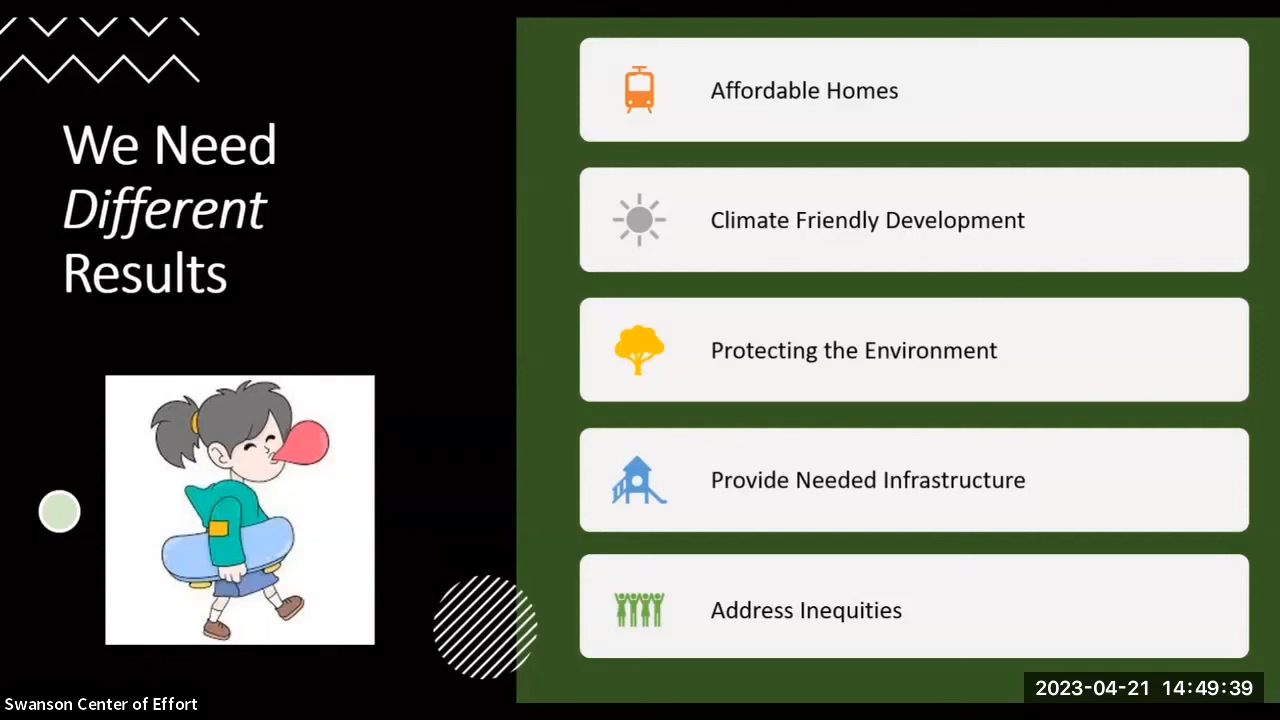 We Need
Different
Results
Affordable Homes
Climate Friendly Development
Protecting the Environment
Provide Needed Infrastructure
Address Inequities
Swanson Center of Effort
2023-04-21 14:49:39